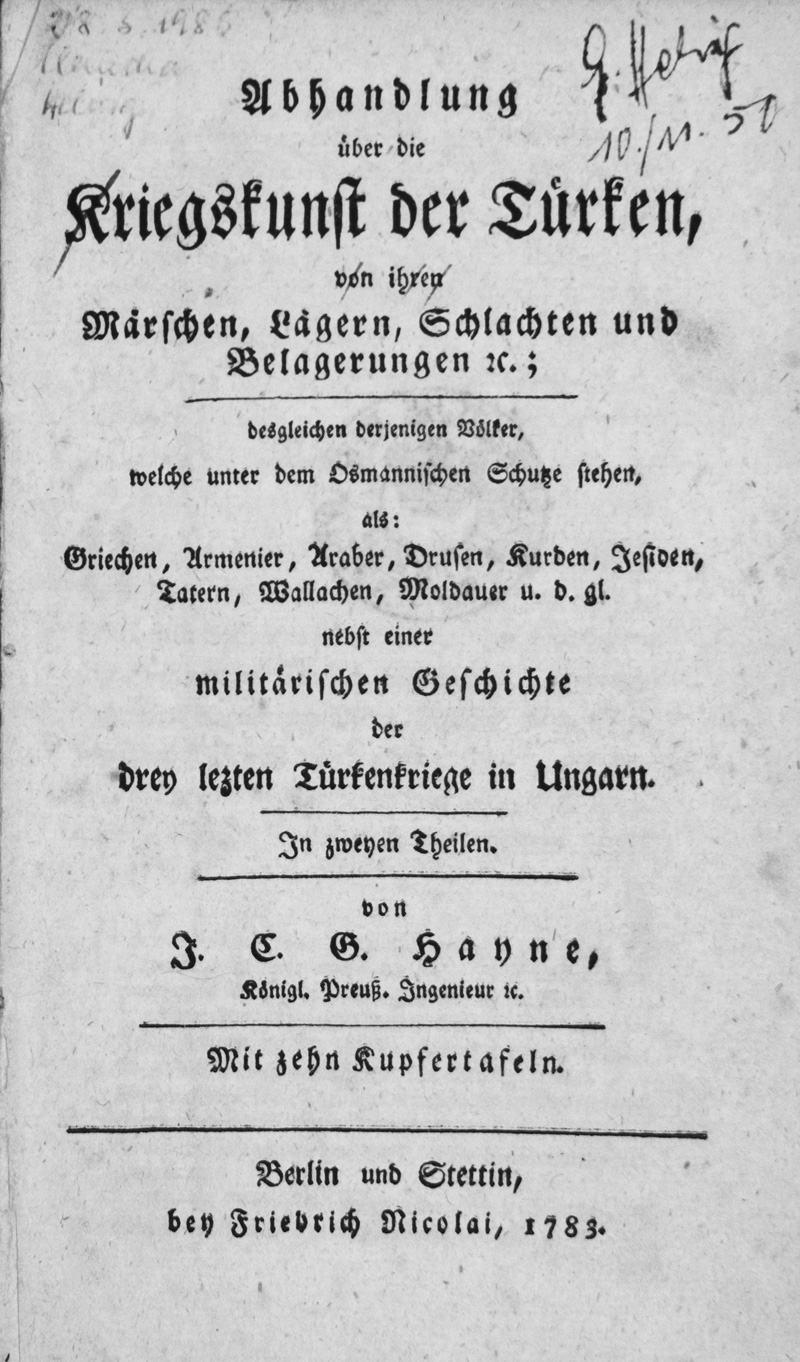 Abhandlung
über die
Kriegskunst der Türken,
von ihren
Märschen, Lägern, Schlachten und
Belagerungen ꝛc.;
desgleichen derjenigen Völker,
welche unter dem Osmannischen Schutze stehen,
als:
Griechen, Armenier, Araber, Drusen, Kurden, Jesiden,
Tatern, Wallachen, Moldauer u. d. gl.
nebst einer
militärischen Geschichte
der
drey lezten Türkenkriege in Ungarn.
In zweyen Theilen.
von
J. C. G. Hayne,
Königl. Preuß. Ingenieur ꝛc.
Mit zehn Kupfertafeln.
Berlin und Stettin,
bey Friedrich Nicolai, 1783.